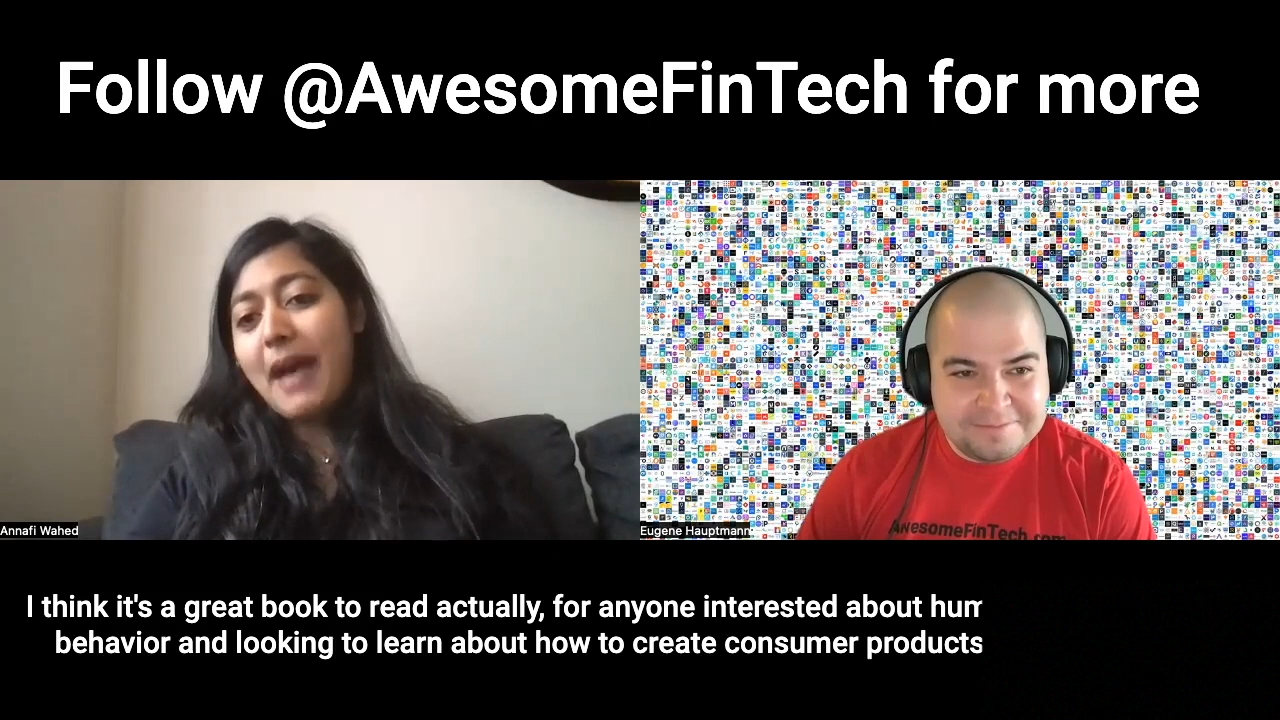 Follow @AwesomeFinTech for more
Annafi Wahed
Eugene Hauptmann
AwesomeFinTech.com
I think it's a great book to read actually, for anyone interested about hum
behavior and looking to learn about how to create consumer products